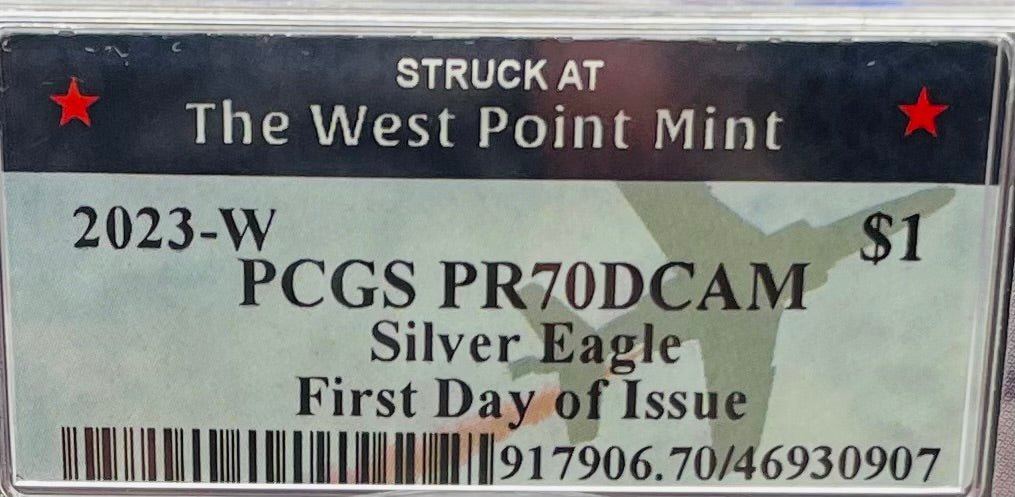 STRUCK AT
The West Point Mint
2023-W $1
PCGS PR70DCAM
Silver Eagle
First Day of Issue
917906.70/46930907